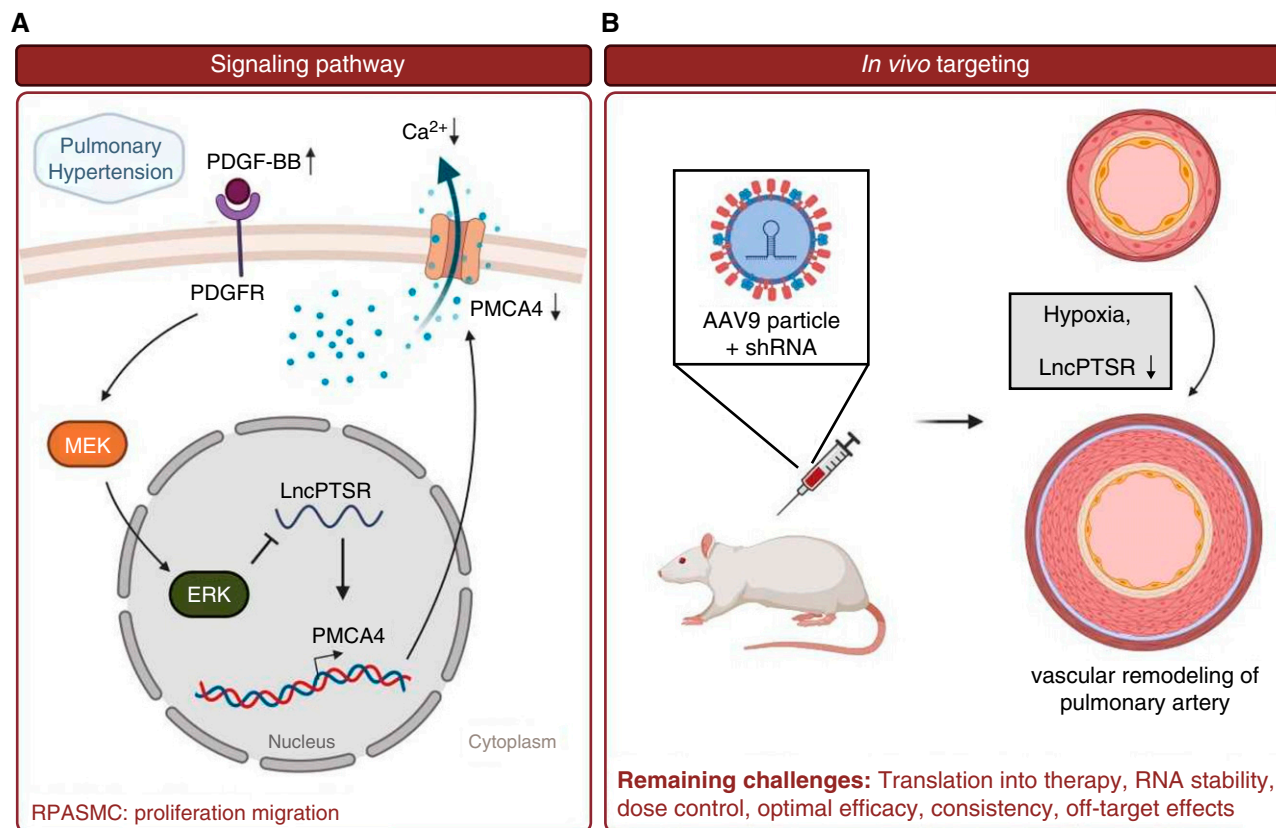 A
Signaling pathway
Pulmonary
Hypertension
PDGF-BB↑
Ca²⁺↓
PDGFR
PMCA4 ↓
MEK
LncPTSR
ERK
PMCA4
Nucleus
Cytoplasm
RPASMC: proliferation migration
B
In vivo targeting
AAV9 particle
+ shRNA
Hypoxia,
LncPTSR ↓
vascular remodeling of
pulmonary artery
Remaining challenges: Translation into therapy, RNA stability,
dose control, optimal efficacy, consistency, off-target effects